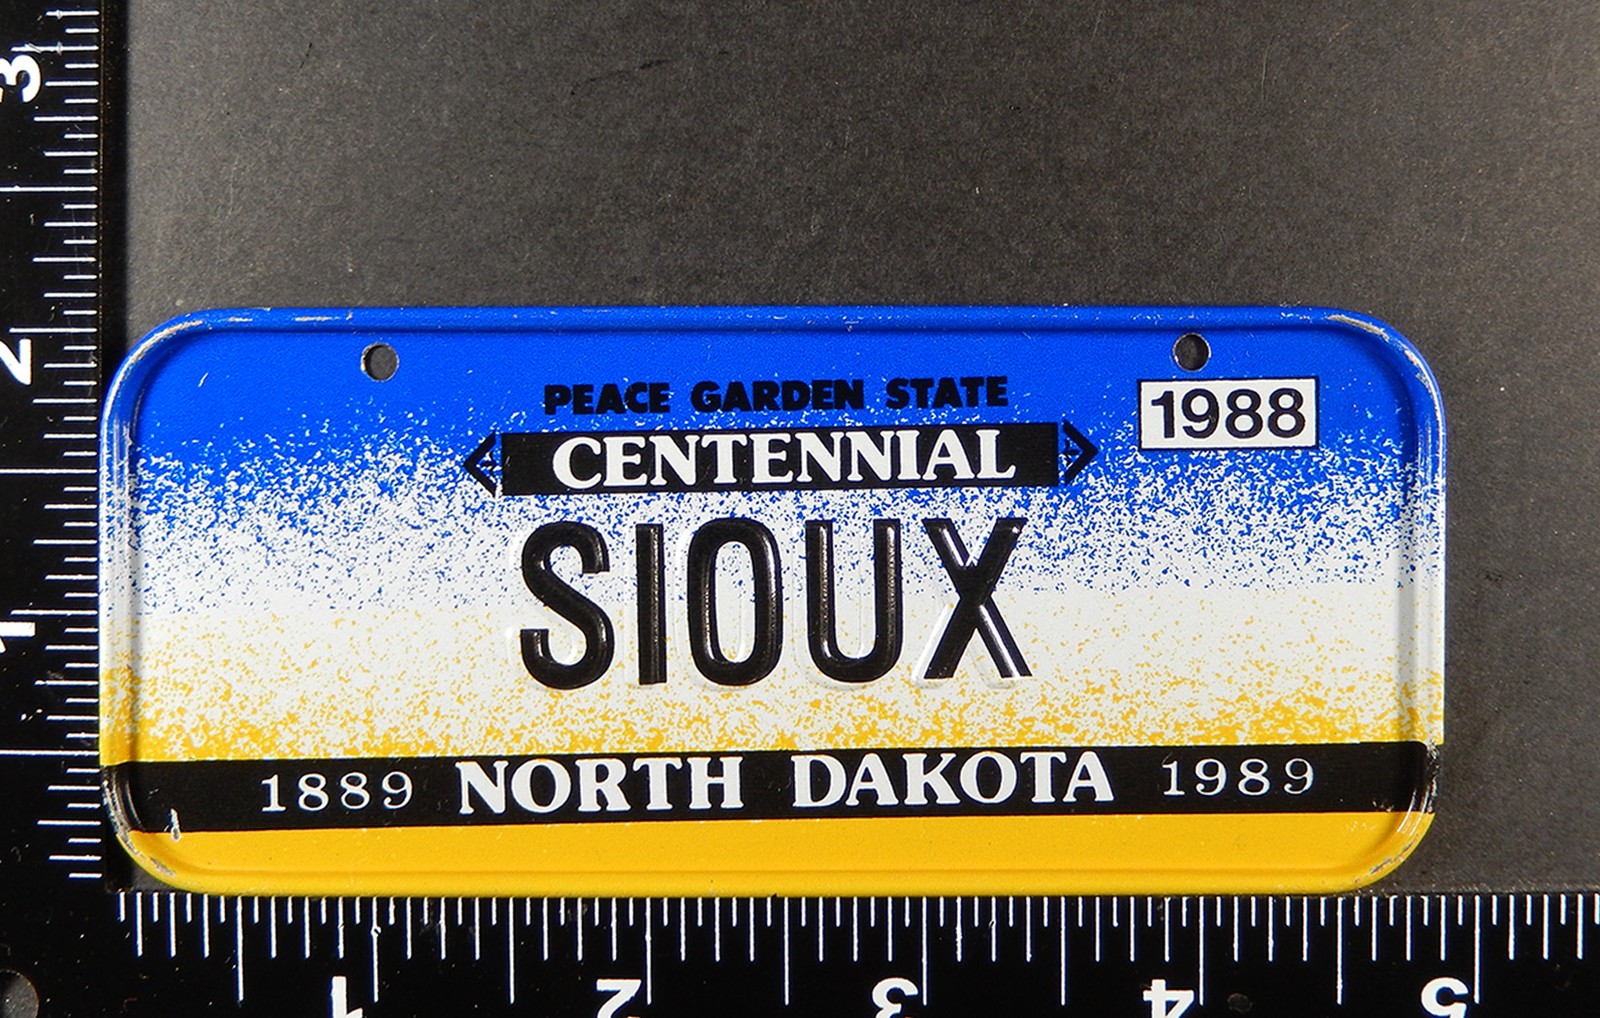 PEACE GARDEN STATE
1988
CENTENNIAL
SIOUX
1889 NORTH DAKOTA 1989
3
2
1
1 2 3 4 5